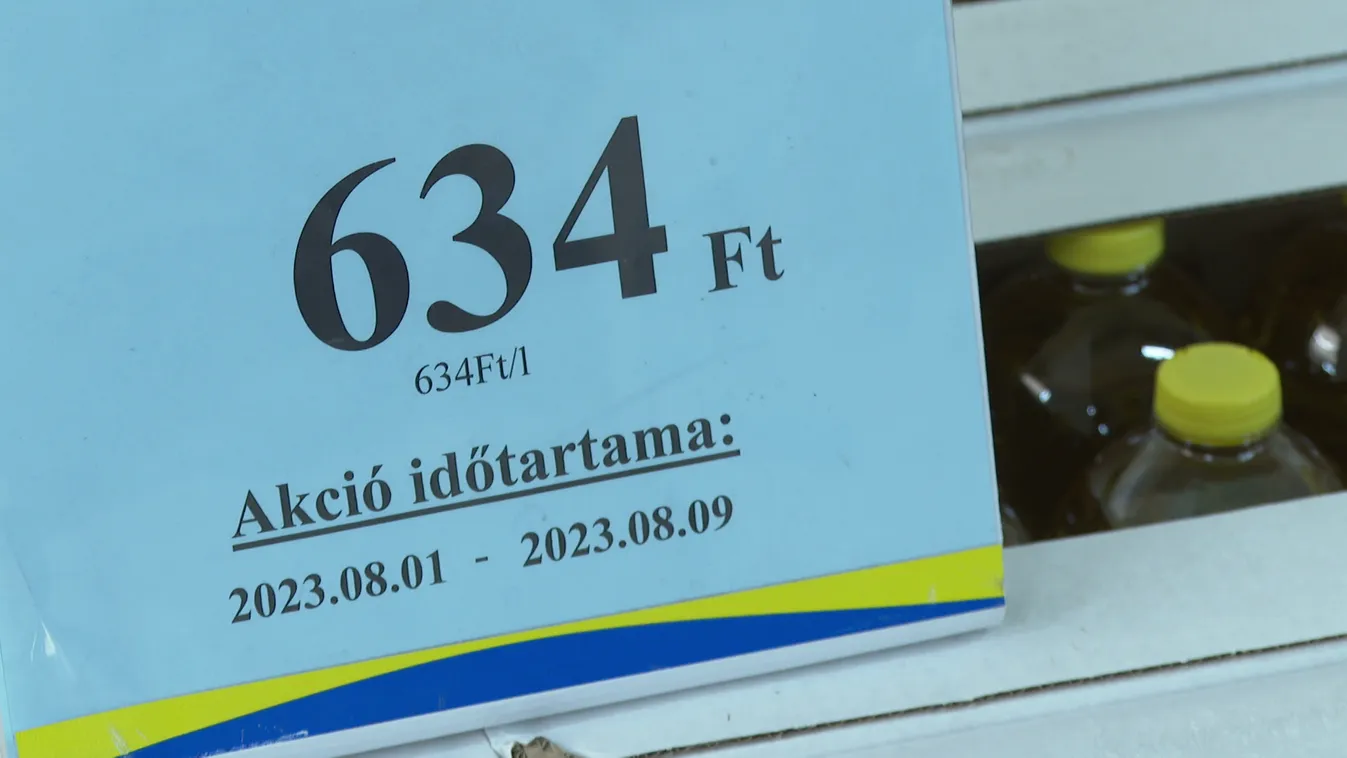 634 Ft
634Ft/l
Akció időtartama:
2023.08.01 - 2023.08.09